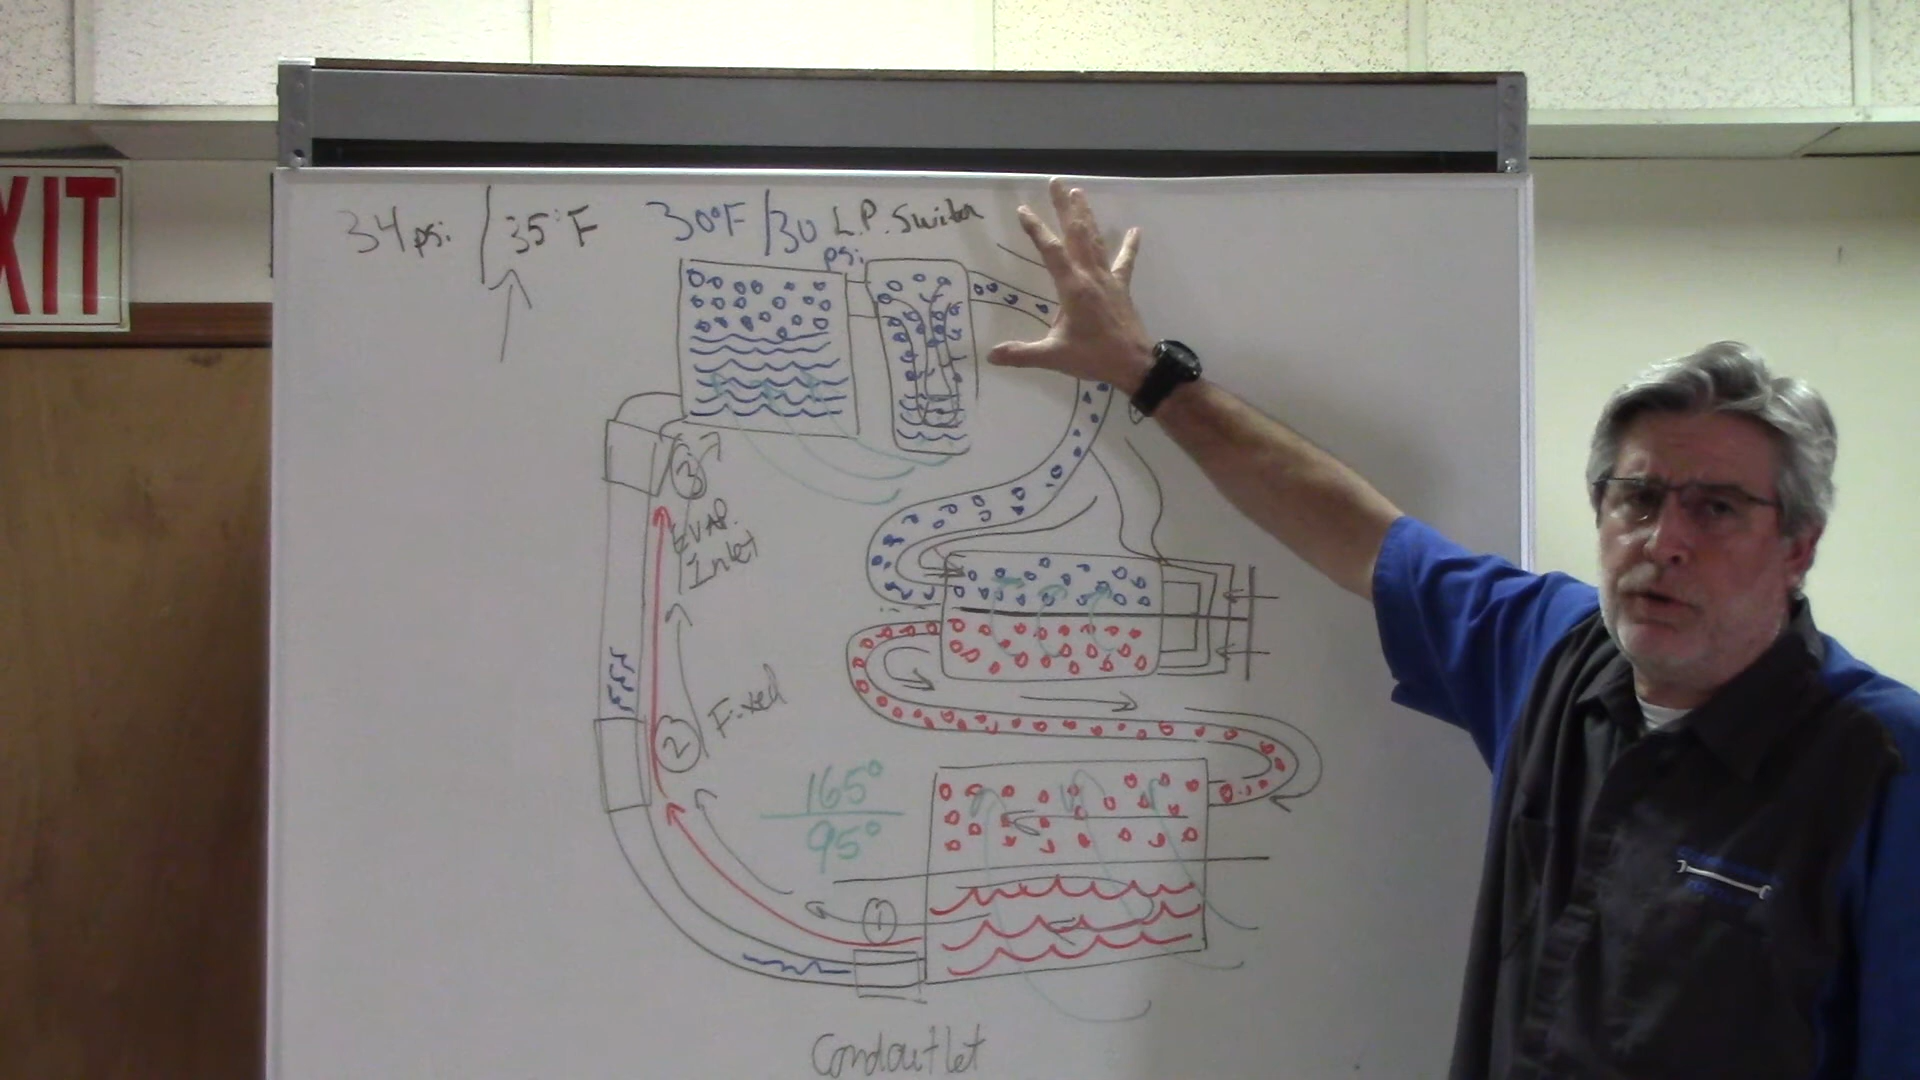 EXIT
34 psi / 35°F
30°F / 30 psi
L.P. Switch
3
EVAP.
Inlet
2
Fixed
165°
95°
1
Cond outlet